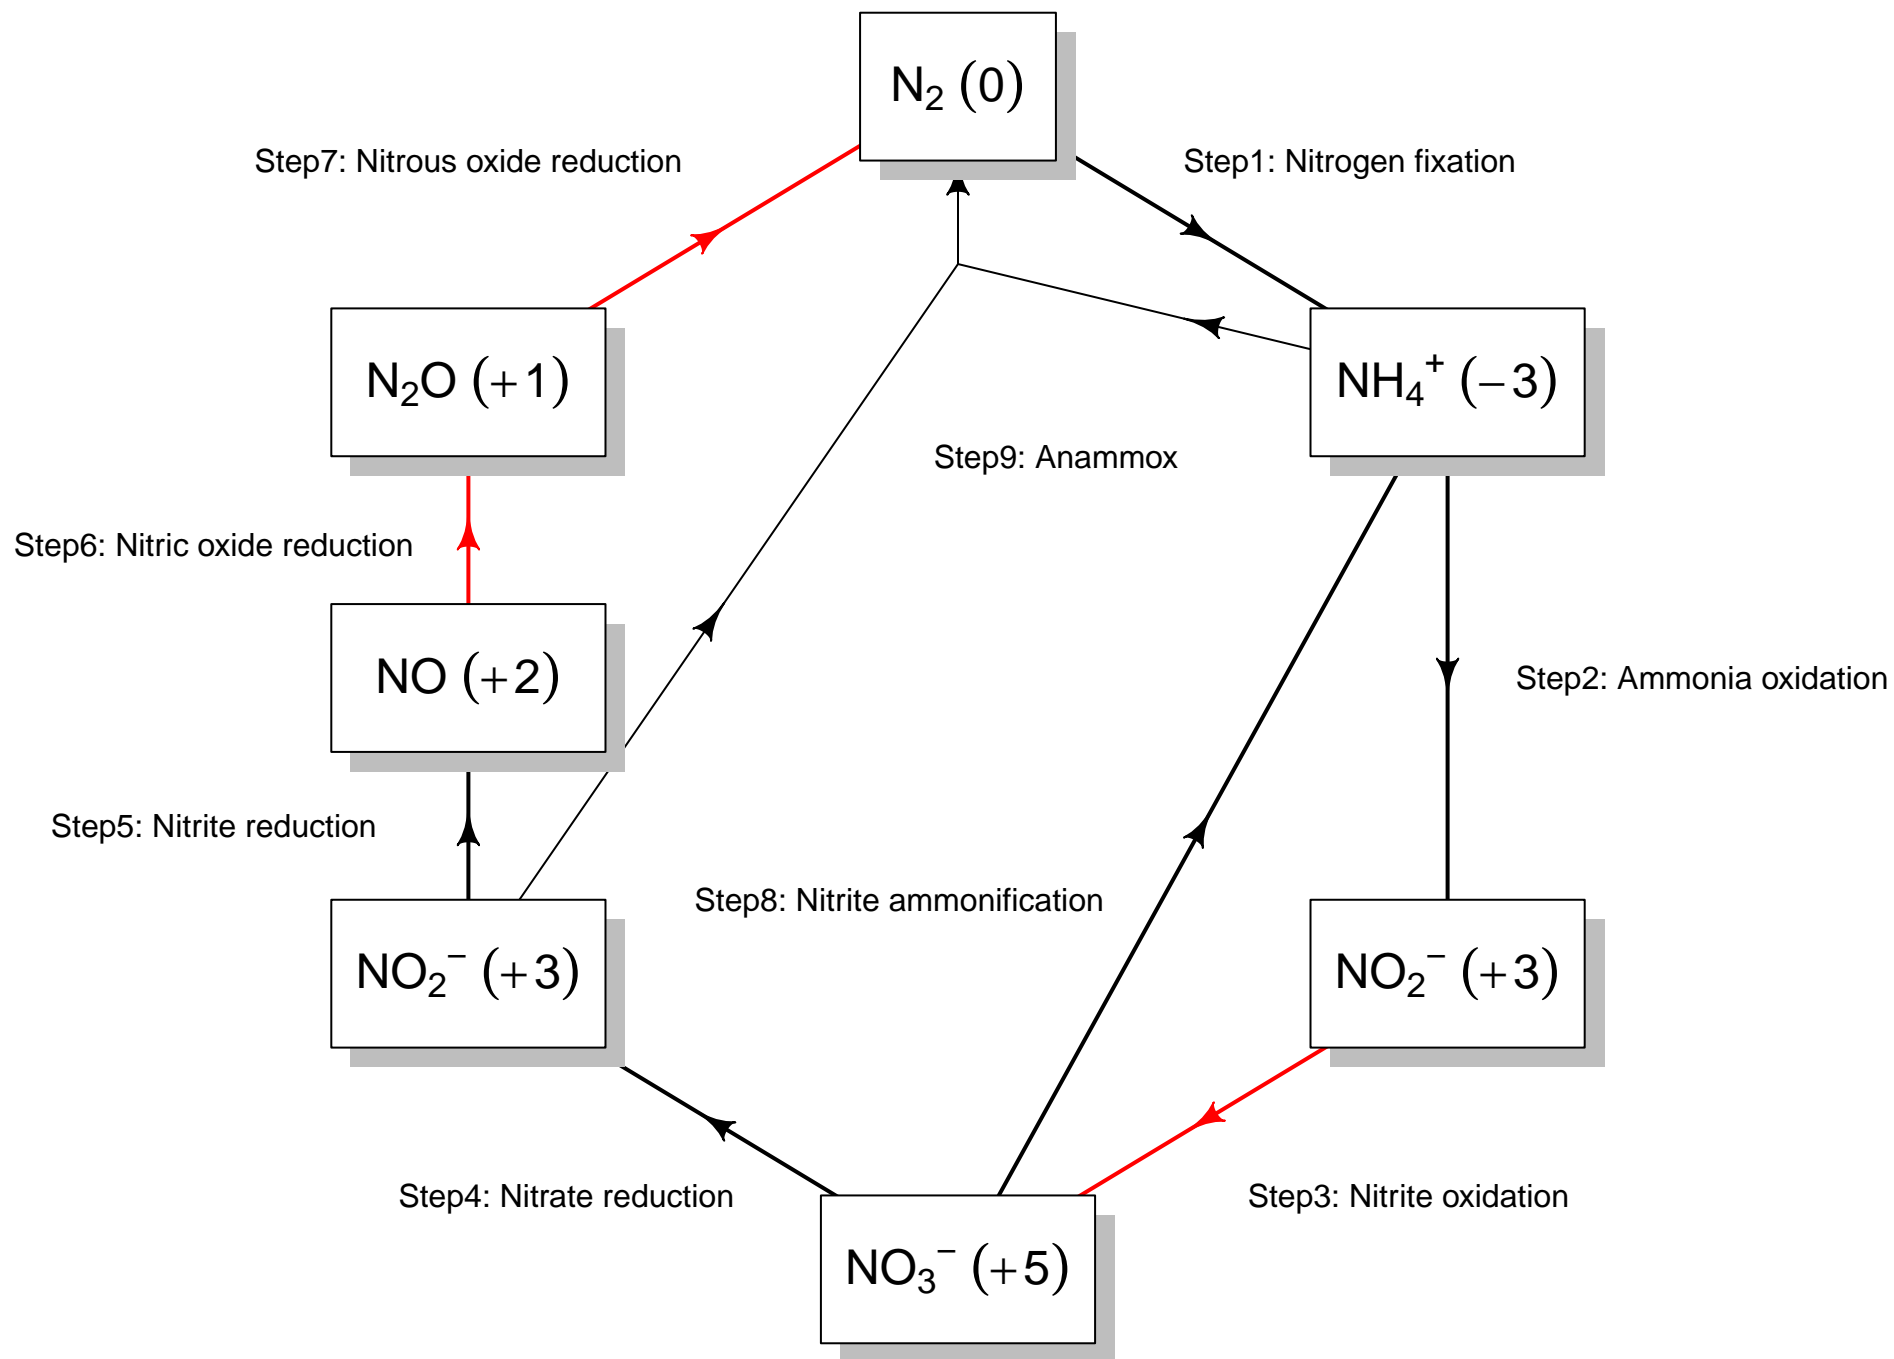 N₂ (0)
Step7: Nitrous oxide reduction
Step1: Nitrogen fixation
N₂O (+1)
NH₄⁺ (−3)
Step9: Anammox
Step6: Nitric oxide reduction
NO (+2)
Step2: Ammonia oxidation
Step5: Nitrite reduction
Step8: Nitrite ammonification
NO₂⁻ (+3)
NO₂⁻ (+3)
Step4: Nitrate reduction
Step3: Nitrite oxidation
NO₃⁻ (+5)